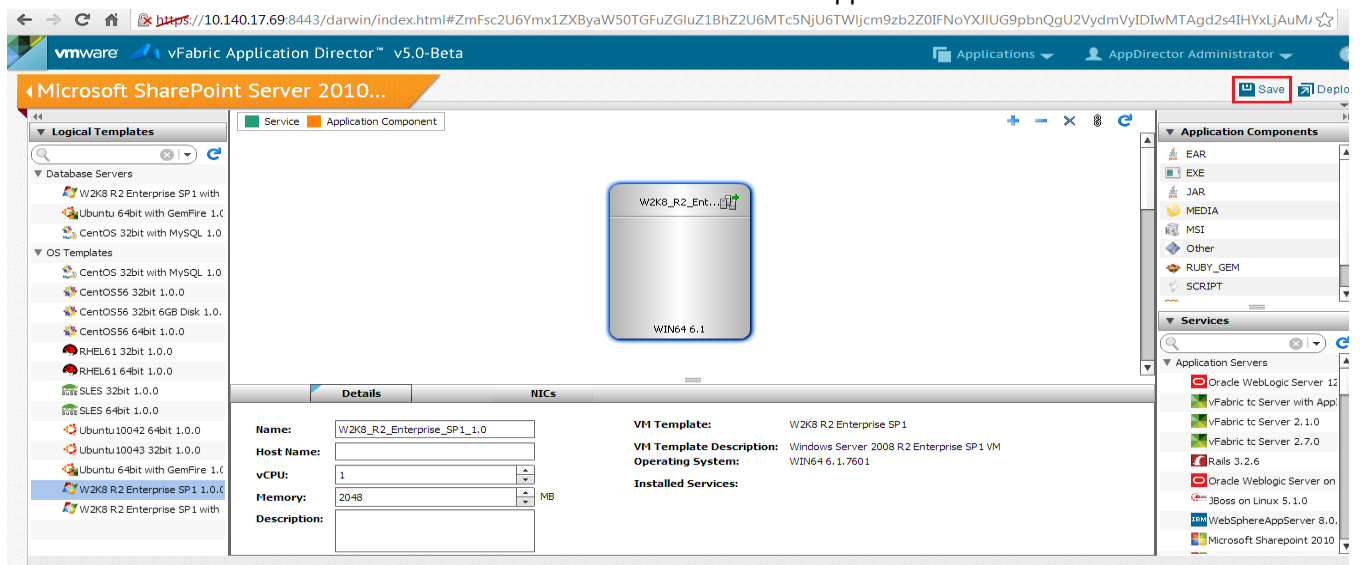 https://10.140.17.69:8443/darwin/index.html#ZmFsc2U6Ymx1ZXByaW50TGFuZGluZ1BhZ2U6MTc5NjU6TWljcm9zb2Z0IFNoYXJlUG9pbnQgU2VydmVyIDIwMTAgd2s4IHYxLjAuMA
vmware vFabric Application Director™ v5.0-Beta Applications AppDirector Administrator
Microsoft SharePoint Server 2010... Save Deplo
Logical Templates
Database Servers
W2K8 R2 Enterprise SP1 with
Ubuntu 64bit with GemFire 1.0
CentOS 32bit with MySQL 1.0
OS Templates
CentOS 32bit with MySQL 1.0
CentOS56 32bit 1.0.0
CentOS56 32bit 6GB Disk 1.0.
CentOS56 64bit 1.0.0
RHEL61 32bit 1.0.0
RHEL61 64bit 1.0.0
SLES 32bit 1.0.0
SLES 64bit 1.0.0
Ubuntu10042 64bit 1.0.0
Ubuntu10043 32bit 1.0.0
Ubuntu 64bit with GemFire 1.0
W2K8 R2 Enterprise SP1 1.0.0
W2K8 R2 Enterprise SP1 with
Service Application Component
W2K8_R2_Ent...
WIN64 6.1
Details NICs
Name: W2K8_R2_Enterprise_SP1_1.0
Host Name:
vCPU: 1
Memory: 2048 MB
Description:
VM Template: W2K8 R2 Enterprise SP1
VM Template Description: Windows Server 2008 R2 Enterprise SP1 VM
Operating System: WIN64 6.1.7601
Installed Services:
Application Components
EAR
EXE
JAR
MEDIA
MSI
Other
RUBY_GEM
SCRIPT
Services
Application Servers
Oracle WebLogic Server 12
vFabric tc Server with App
vFabric tc Server 2.1.0
vFabric tc Server 2.7.0
Rails 3.2.6
Oracle Weblogic Server on
JBoss on Linux 5.1.0
WebSphereAppServer 8.0.
Microsoft Sharepoint 2010